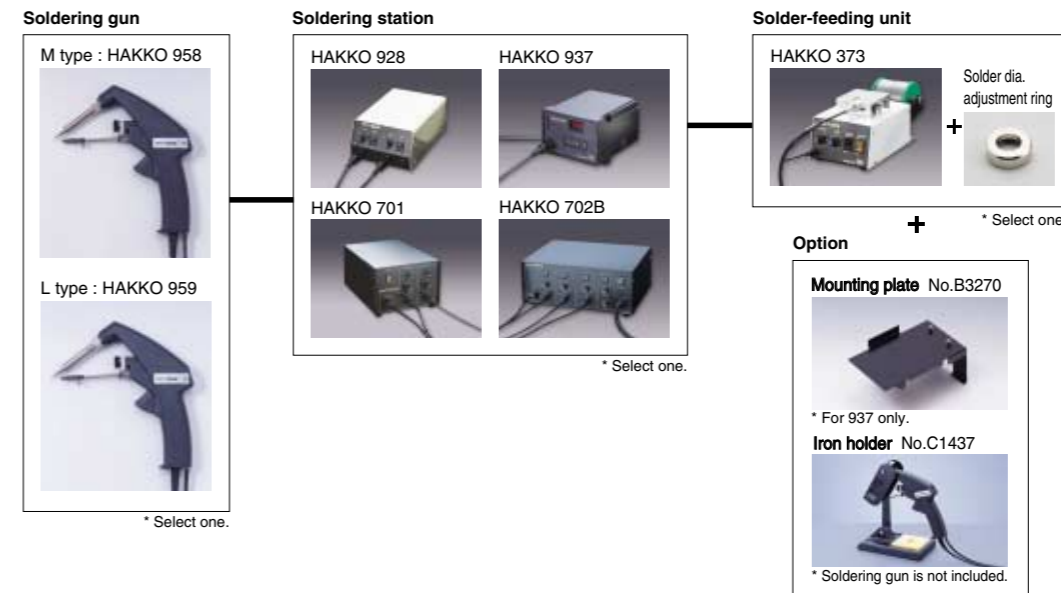 Soldering gun
M type : HAKKO 958
L type : HAKKO 959
* Select one.
Soldering station
HAKKO 928
HAKKO 937
HAKKO 701
HAKKO 702B
* Select one.
Solder-feeding unit
HAKKO 373
+
Solder dia.
adjustment ring
* Select one
+
Option
Mounting plate No.B3270
* For 937 only.
Iron holder No.C1437
* Soldering gun is not included.